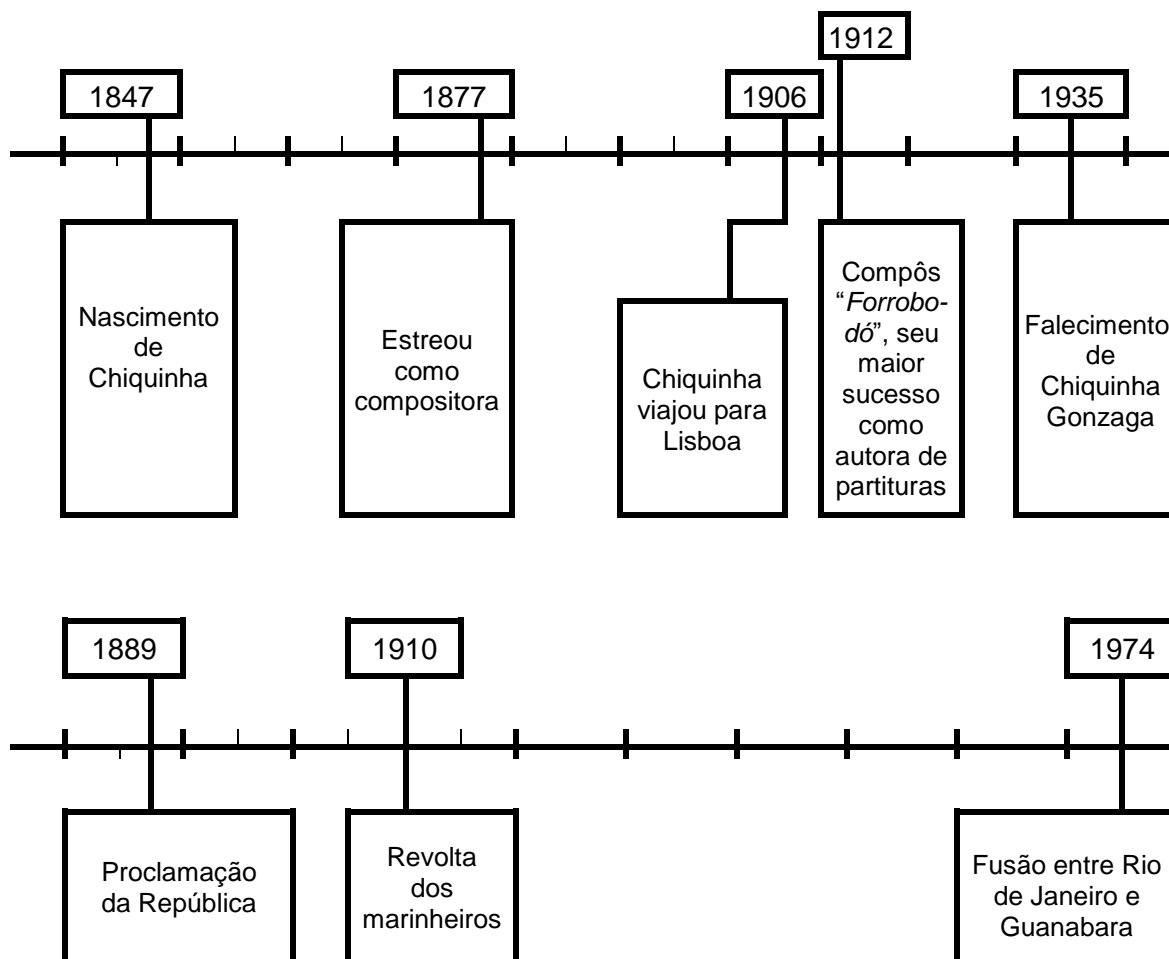 1847
1877
1906
1912
1935
Nascimento
de
Chiquinha
Estreou
como
compositora
Chiquinha
viajou para
Lisboa
Compôs
“Forrobo-
dó”, seu
maior
sucesso
como
autora de
partituras
Falecimento
de
Chiquinha
Gonzaga
1889
1910
1974
Proclamação
da República
Revolta
dos
marinheiros
Fusão entre Rio
de Janeiro e
Guanabara